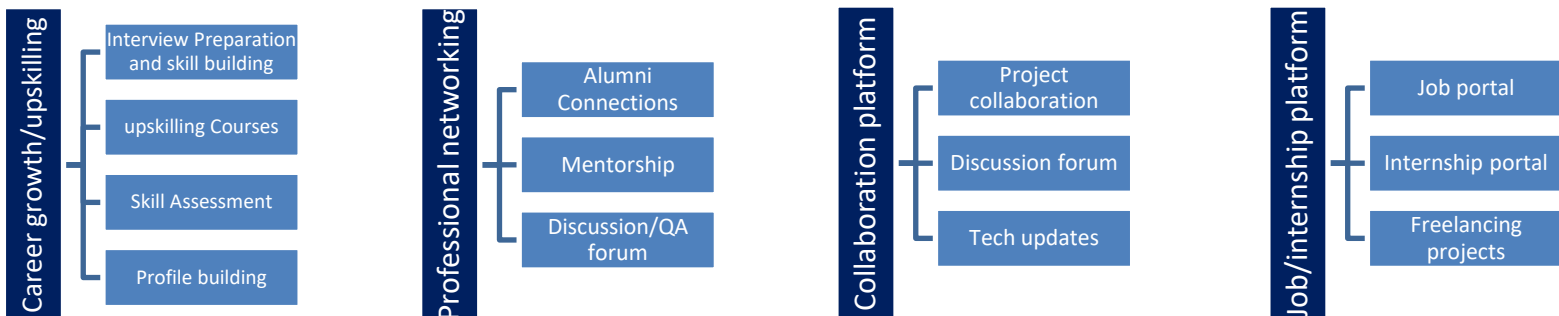 Career growth/upskilling
Interview Preparation
and skill building
upskilling Courses
Skill Assessment
Profile building
Professional networking
Alumni
Connections
Mentorship
Discussion/QA
forum
Collaboration platform
Project
collaboration
Discussion forum
Tech updates
Job/internship platform
Job portal
Internship portal
Freelancing
projects